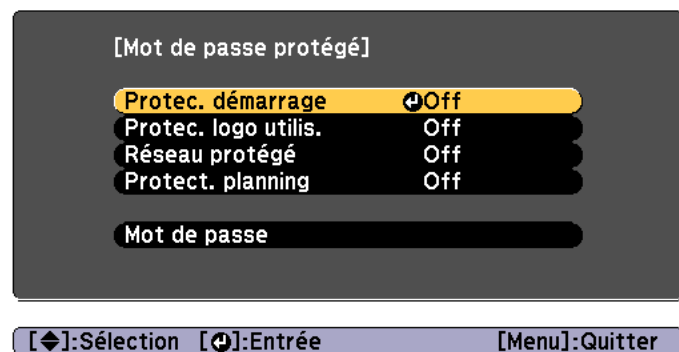 [Mot de passe protégé]
Protec. démarrage Off
Protec. logo utilis. Off
Réseau protégé Off
Protect. planning Off
Mot de passe
[◆]:Sélection [↵]:Entrée [Menu]:Quitter